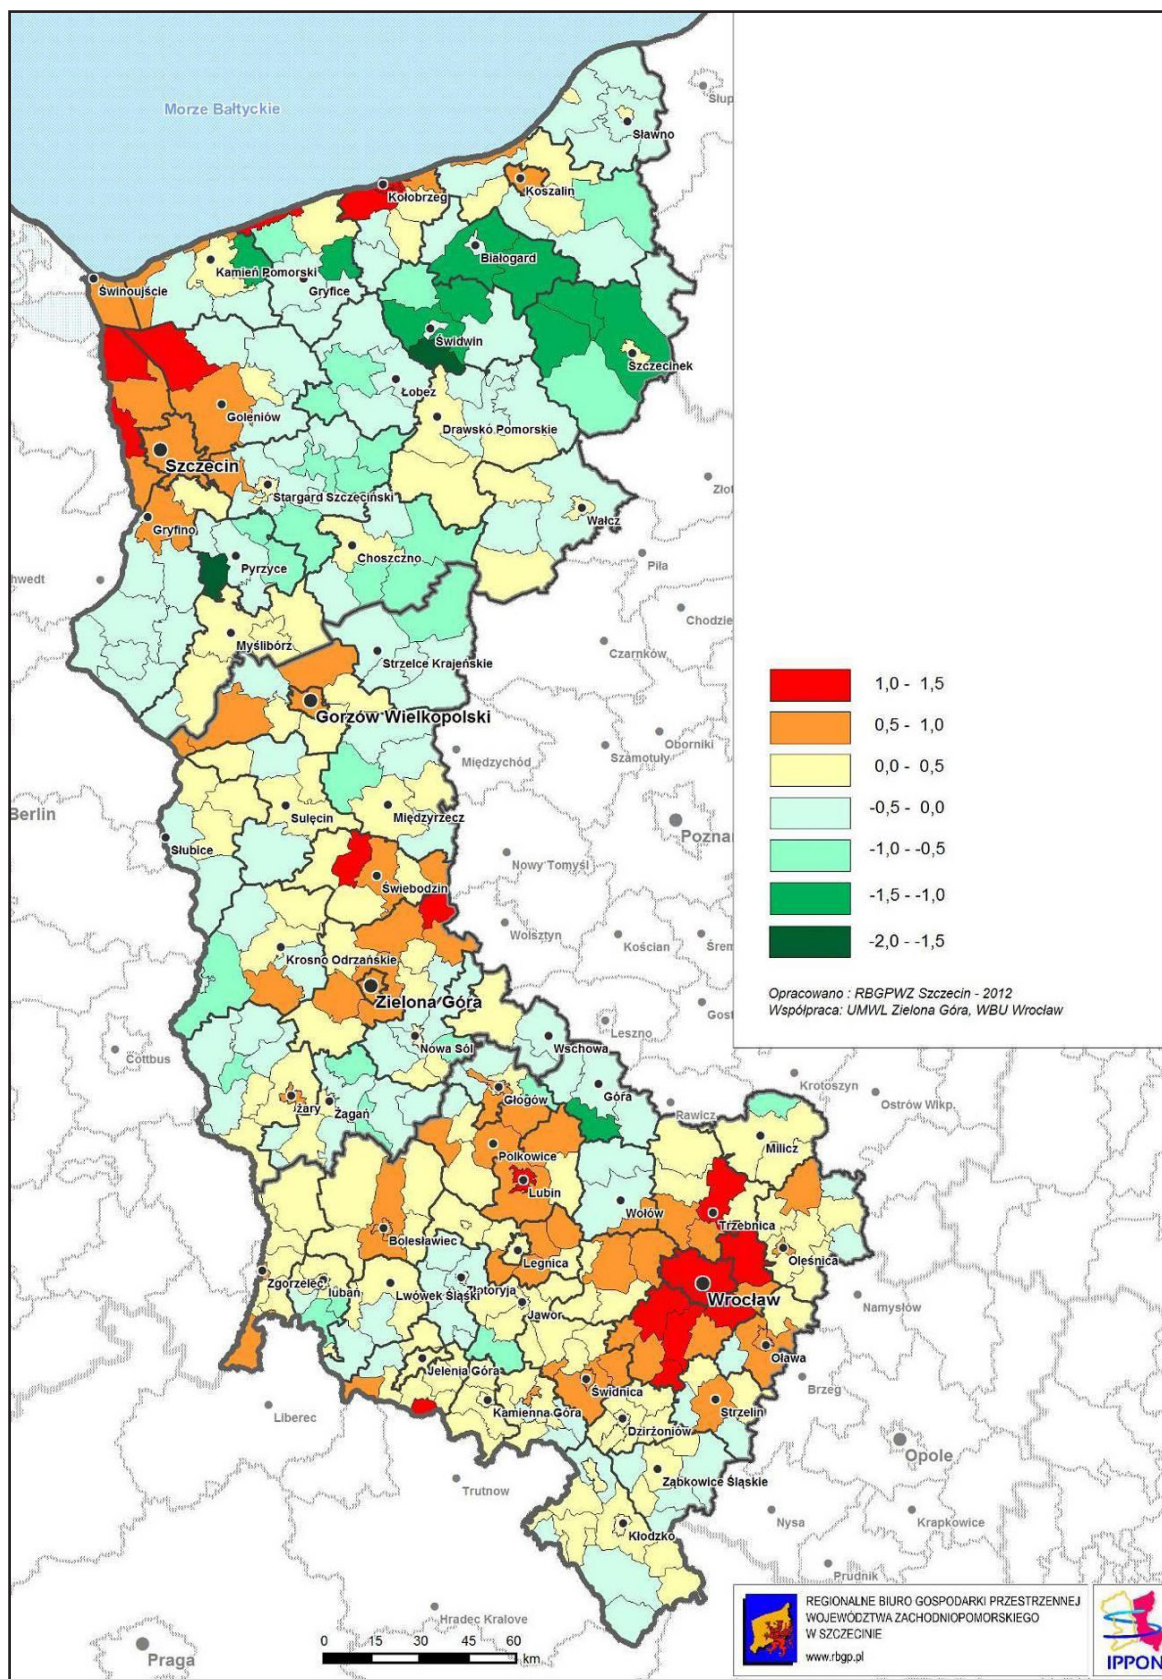 Morze Bałtyckie
Słup
Sławno
Kołobrzeg
Koszalin
Białogard
Kamień Pomorski
Gryfice
Świnoujście
Świdwin
Szczecinek
Łobez
Goleniów
Drawsko Pomorskie
Szczecin
Stargard Szczeciński
Złot
Wałcz
Gryfino
Choszczno
Pyrzyce
Piła
hwedt
Chodzie
Myślibórz
Strzelce Krajeńskie
Czarnków
Gorzów Wielkopolski
Oborniki
Szamotuły
Międzychód
Berlin
Sulęcin
Międzyrzecz
Poznar
Słubice
Nowy Tomyśl
Świebodzin
Wolsztyn
Kościan
Śrem
Krosno Odrzańskie
Zielona Góra
Gost
Leszno
Cottbus
Nowa Sól
Wschowa
Żary
Żagań
Głogów
Góra
Rawicz
Krotoszyn
Ostrów Wlkp.
Milicz
Polkowice
Lubin
Wołów
Trzebnica
Bolesławiec
Legnica
Oleśnica
Zgorzelec
lubań
Lwówek Śląski
Złotoryja
Jawor
Wrocław
Namysłów
Oława
Jelenia Góra
Brzeg
Świdnica
Liberec
Kamienna Góra
Strzelin
Dzirżoniów
Opole
Ząbkowice Śląskie
Trutnow
Nysa
Krapkowice
Kłodzko
Prudnik
Hradec Kralove
Praga
1,0 - 1,5
0,5 - 1,0
0,0 - 0,5
-0,5 - 0,0
-1,0 - -0,5
-1,5 - -1,0
-2,0 - -1,5
Opracowano : RBGPWZ Szczecin - 2012
Współpraca: UMWL Zielona Góra, WBU Wrocław
0 15 30 45 60
km
REGIONALNE BIURO GOSPODARKI PRZESTRZENNEJ
WOJEWÓDZTWA ZACHODNIOPOMORSKIEGO
W SZCZECINIE
www.rbgp.pl
IPPON